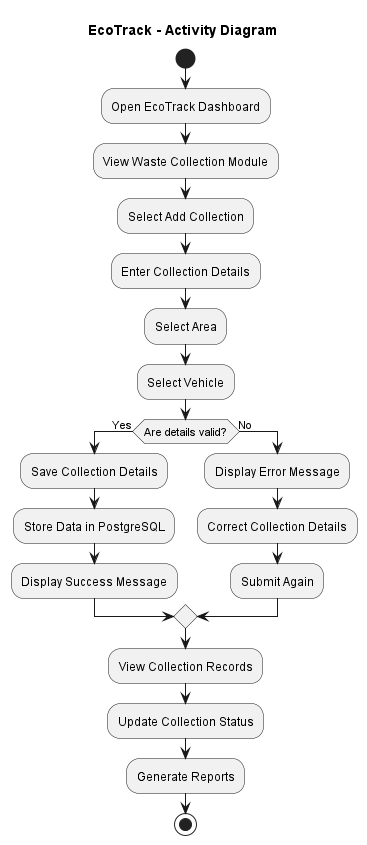 EcoTrack - Activity Diagram
Open EcoTrack Dashboard
View Waste Collection Module
Select Add Collection
Enter Collection Details
Select Area
Select Vehicle
Yes
Are details valid?
No
Save Collection Details
Display Error Message
Store Data in PostgreSQL
Correct Collection Details
Display Success Message
Submit Again
View Collection Records
Update Collection Status
Generate Reports